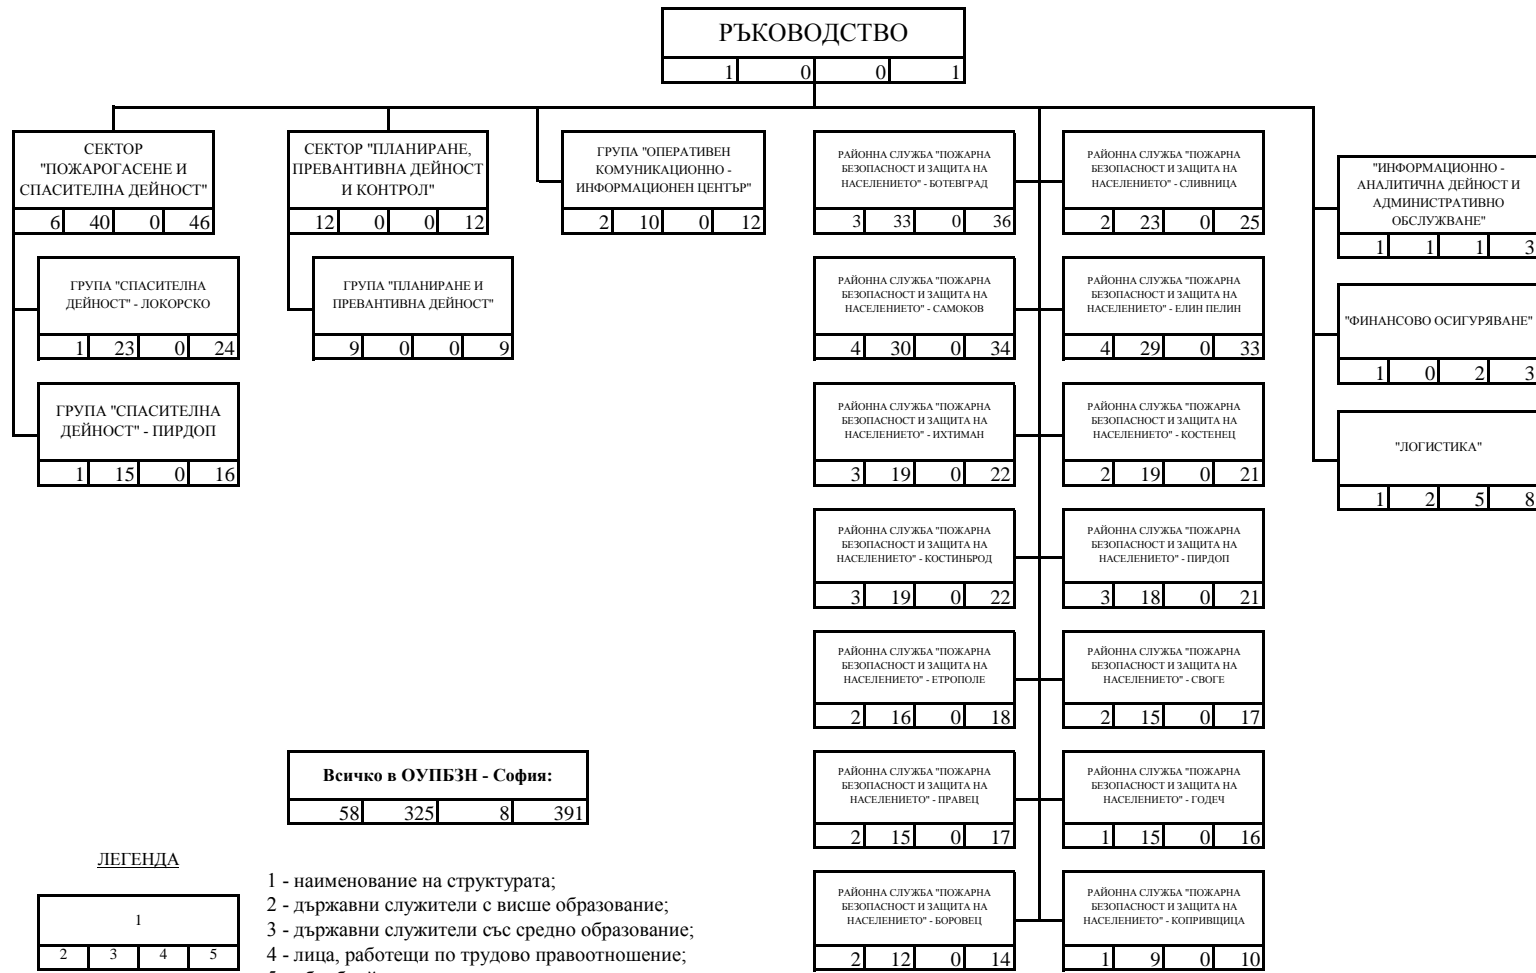 РЪКОВОДСТВО
1 0 0 1
СЕКТОР
"ПОЖАРОГАСЕНЕ И
СПАСИТЕЛНА ДЕЙНОСТ"
6 40 0 46
ГРУПА "СПАСИТЕЛНА
ДЕЙНОСТ" - ЛОКОРСКО
1 23 0 24
ГРУПА "СПАСИТЕЛНА
ДЕЙНОСТ" - ПИРДОП
1 15 0 16
СЕКТОР "ПЛАНИРАНЕ,
ПРЕВАНТИВНА ДЕЙНОСТ
И КОНТРОЛ"
12 0 0 12
ГРУПА "ПЛАНИРАНЕ И
ПРЕВАНТИВНА ДЕЙНОСТ"
9 0 0 9
ГРУПА "ОПЕРАТИВЕН
КОМУНИКАЦИОННО -
ИНФОРМАЦИОНЕН ЦЕНТЪР"
2 10 0 12
РАЙОННА СЛУЖБА "ПОЖАРНА
БЕЗОПАСНОСТ И ЗАЩИТА НА
НАСЕЛЕНИЕТО" - БОТЕВГРАД
3 33 0 36
РАЙОННА СЛУЖБА "ПОЖАРНА
БЕЗОПАСНОСТ И ЗАЩИТА НА
НАСЕЛЕНИЕТО" - СЛИВНИЦА
2 23 0 25
РАЙОННА СЛУЖБА "ПОЖАРНА
БЕЗОПАСНОСТ И ЗАЩИТА НА
НАСЕЛЕНИЕТО" - САМОКОВ
4 30 0 34
РАЙОННА СЛУЖБА "ПОЖАРНА
БЕЗОПАСНОСТ И ЗАЩИТА НА
НАСЕЛЕНИЕТО" - ЕЛИН ПЕЛИН
4 29 0 33
РАЙОННА СЛУЖБА "ПОЖАРНА
БЕЗОПАСНОСТ И ЗАЩИТА НА
НАСЕЛЕНИЕТО" - ИХТИМАН
3 19 0 22
РАЙОННА СЛУЖБА "ПОЖАРНА
БЕЗОПАСНОСТ И ЗАЩИТА НА
НАСЕЛЕНИЕТО" - КОСТЕНЕЦ
2 19 0 21
РАЙОННА СЛУЖБА "ПОЖАРНА
БЕЗОПАСНОСТ И ЗАЩИТА НА
НАСЕЛЕНИЕТО" - КОСТИНБРОД
3 19 0 22
РАЙОННА СЛУЖБА "ПОЖАРНА
БЕЗОПАСНОСТ И ЗАЩИТА НА
НАСЕЛЕНИЕТО" - ПИРДОП
3 18 0 21
РАЙОННА СЛУЖБА "ПОЖАРНА
БЕЗОПАСНОСТ И ЗАЩИТА НА
НАСЕЛЕНИЕТО" - ЕТРОПОЛЕ
2 16 0 18
РАЙОННА СЛУЖБА "ПОЖАРНА
БЕЗОПАСНОСТ И ЗАЩИТА НА
НАСЕЛЕНИЕТО" - СВОГЕ
2 15 0 17
РАЙОННА СЛУЖБА "ПОЖАРНА
БЕЗОПАСНОСТ И ЗАЩИТА НА
НАСЕЛЕНИЕТО" - ПРАВЕЦ
2 15 0 17
РАЙОННА СЛУЖБА "ПОЖАРНА
БЕЗОПАСНОСТ И ЗАЩИТА НА
НАСЕЛЕНИЕТО" - ГОДЕЧ
1 15 0 16
РАЙОННА СЛУЖБА "ПОЖАРНА
БЕЗОПАСНОСТ И ЗАЩИТА НА
НАСЕЛЕНИЕТО" - БОРОВЕЦ
2 12 0 14
РАЙОННА СЛУЖБА "ПОЖАРНА
БЕЗОПАСНОСТ И ЗАЩИТА НА
НАСЕЛЕНИЕТО" - КОПРИВЩИЦА
1 9 0 10
"ИНФОРМАЦИОННО -
АНАЛИТИЧНА ДЕЙНОСТ И
АДМИНИСТРАТИВНО
ОБСЛУЖВАНЕ"
1 1 1 3
"ФИНАНСОВО ОСИГУРЯВАНЕ"
1 0 2 3
"ЛОГИСТИКА"
1 2 5 8
Всичко в ОУПБЗН - София:
58 325 8 391
ЛЕГЕНДА
1
2 3 4 5
1 - наименование на структурата;
2 - държавни служители с висше образование;
3 - държавни служители със средно образование;
4 - лица, работещи по трудово правоотношение;